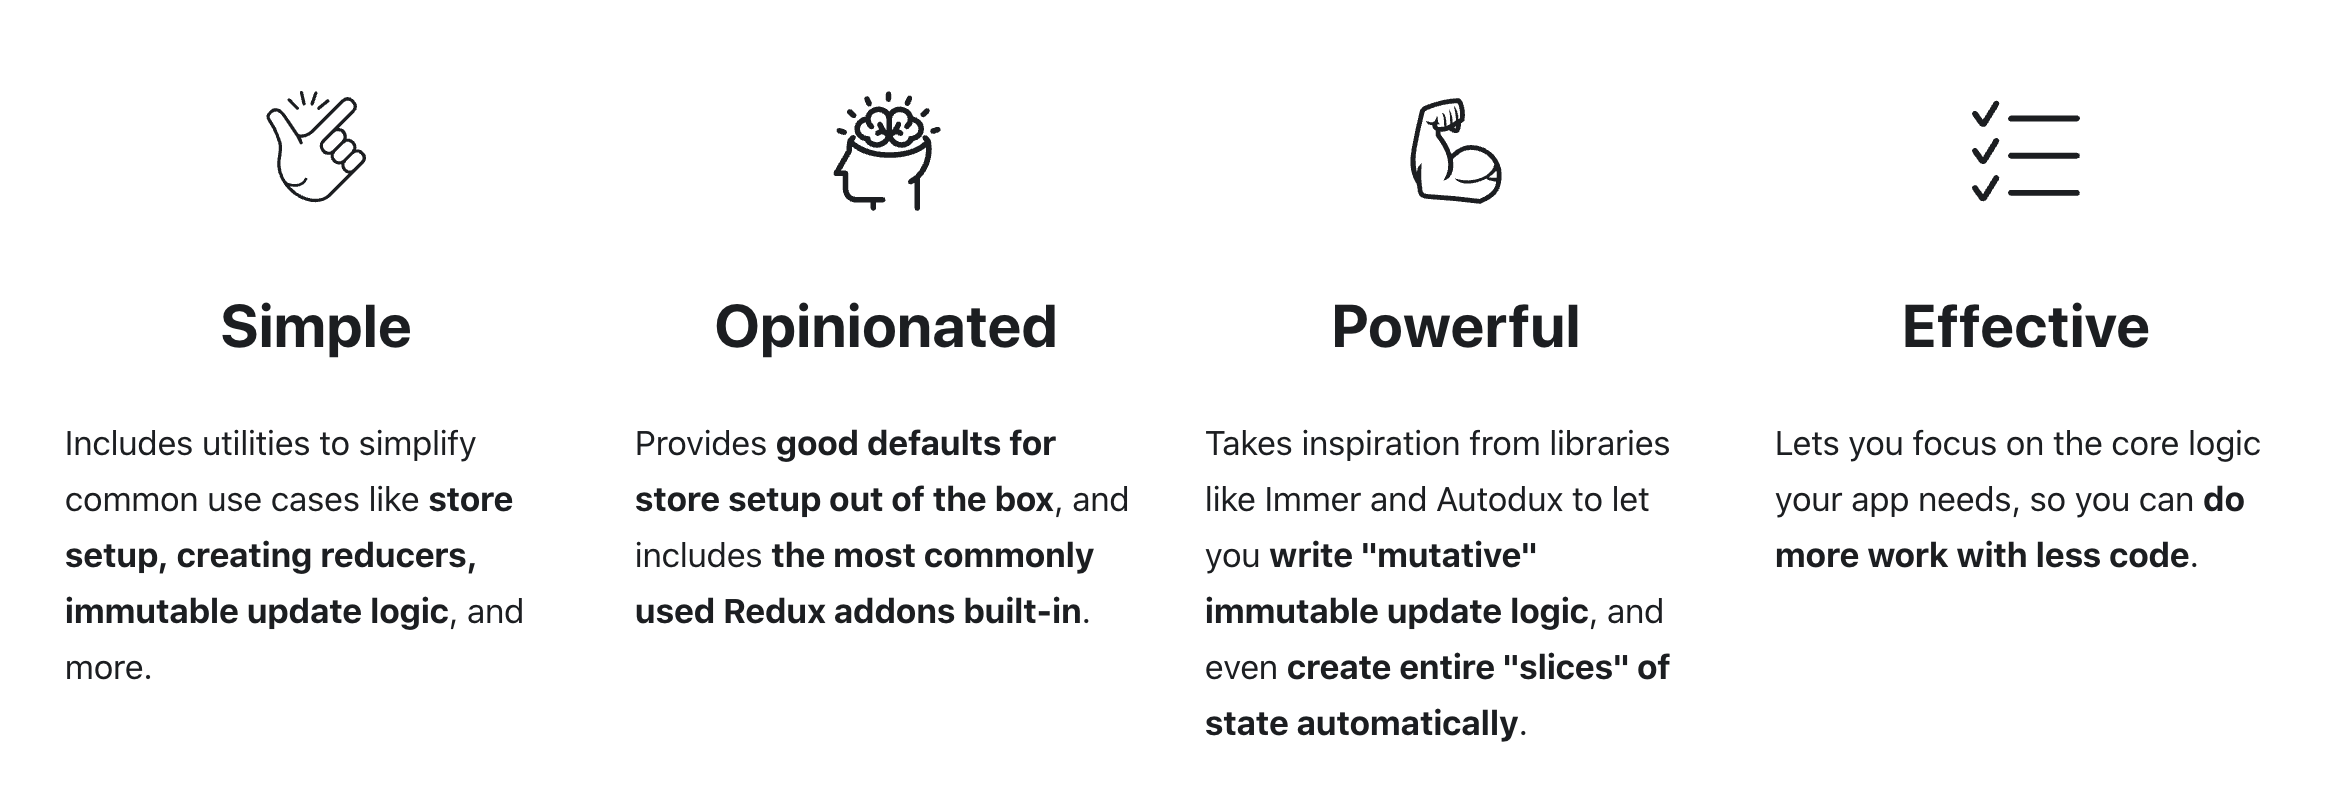 Simple
Includes utilities to simplify
common use cases like store
setup, creating reducers,
immutable update logic, and
more.
Opinionated
Provides good defaults for
store setup out of the box, and
includes the most commonly
used Redux addons built-in.
Powerful
Takes inspiration from libraries
like Immer and Autodux to let
you write "mutative"
immutable update logic, and
even create entire "slices" of
state automatically.
Effective
Lets you focus on the core logic
your app needs, so you can do
more work with less code.